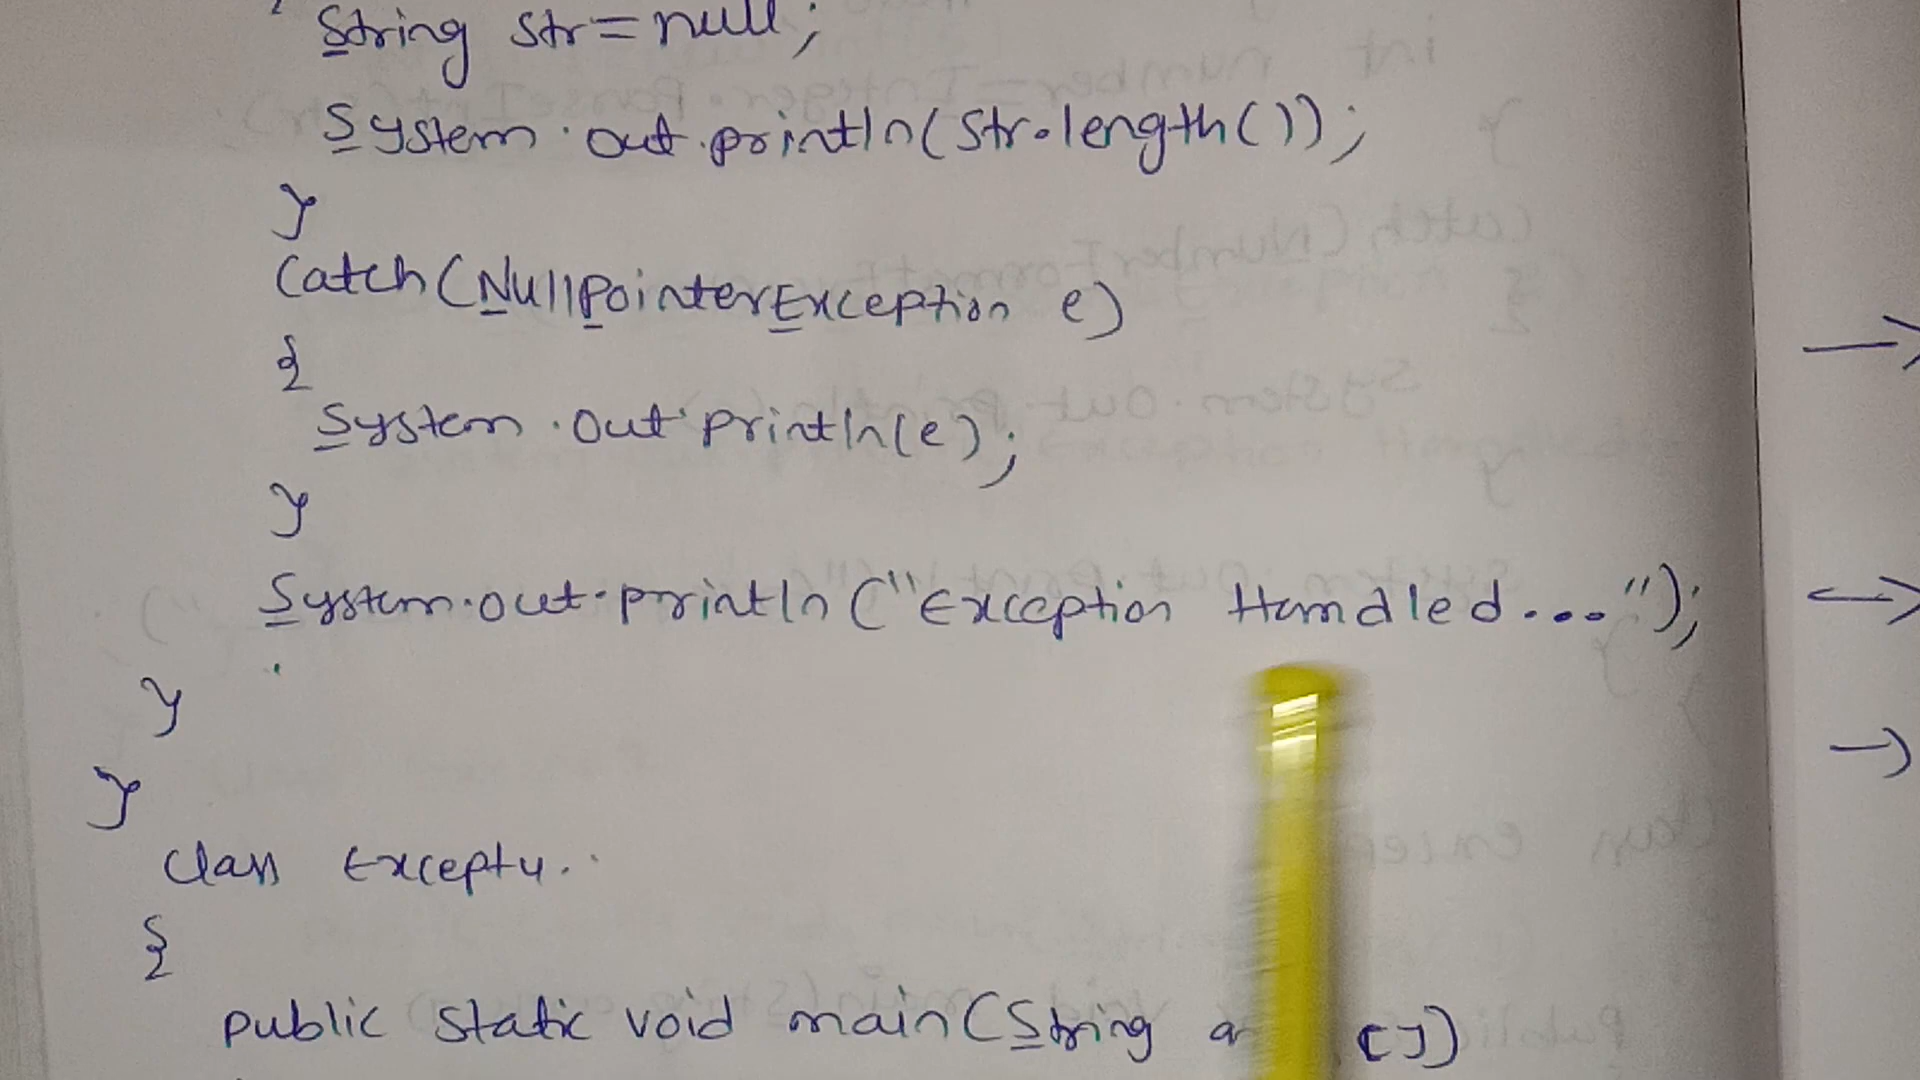 String str=null;
System.out.println(str.length());
}
catch(NullPointerException e)
{
System.out.println(e);
}
System.out.println("Exception Handled...");
}
}
class Except4.
{
public static void main(String a [])